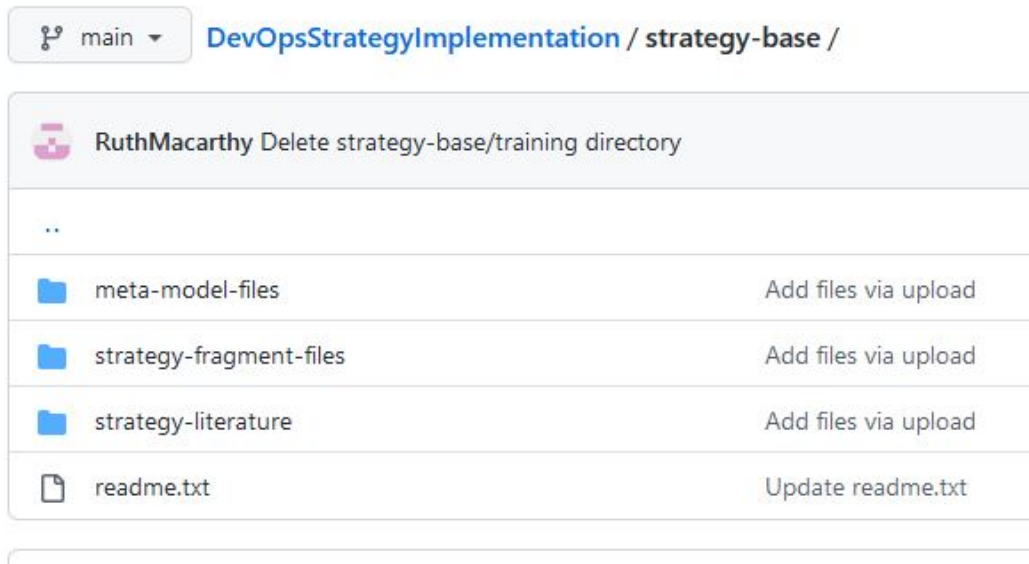 main DevOpsStrategyImplementation / strategy-base /
RuthMacarthy Delete strategy-base/training directory
..
meta-model-files Add files via upload
strategy-fragment-files Add files via upload
strategy-literature Add files via upload
readme.txt Update readme.txt